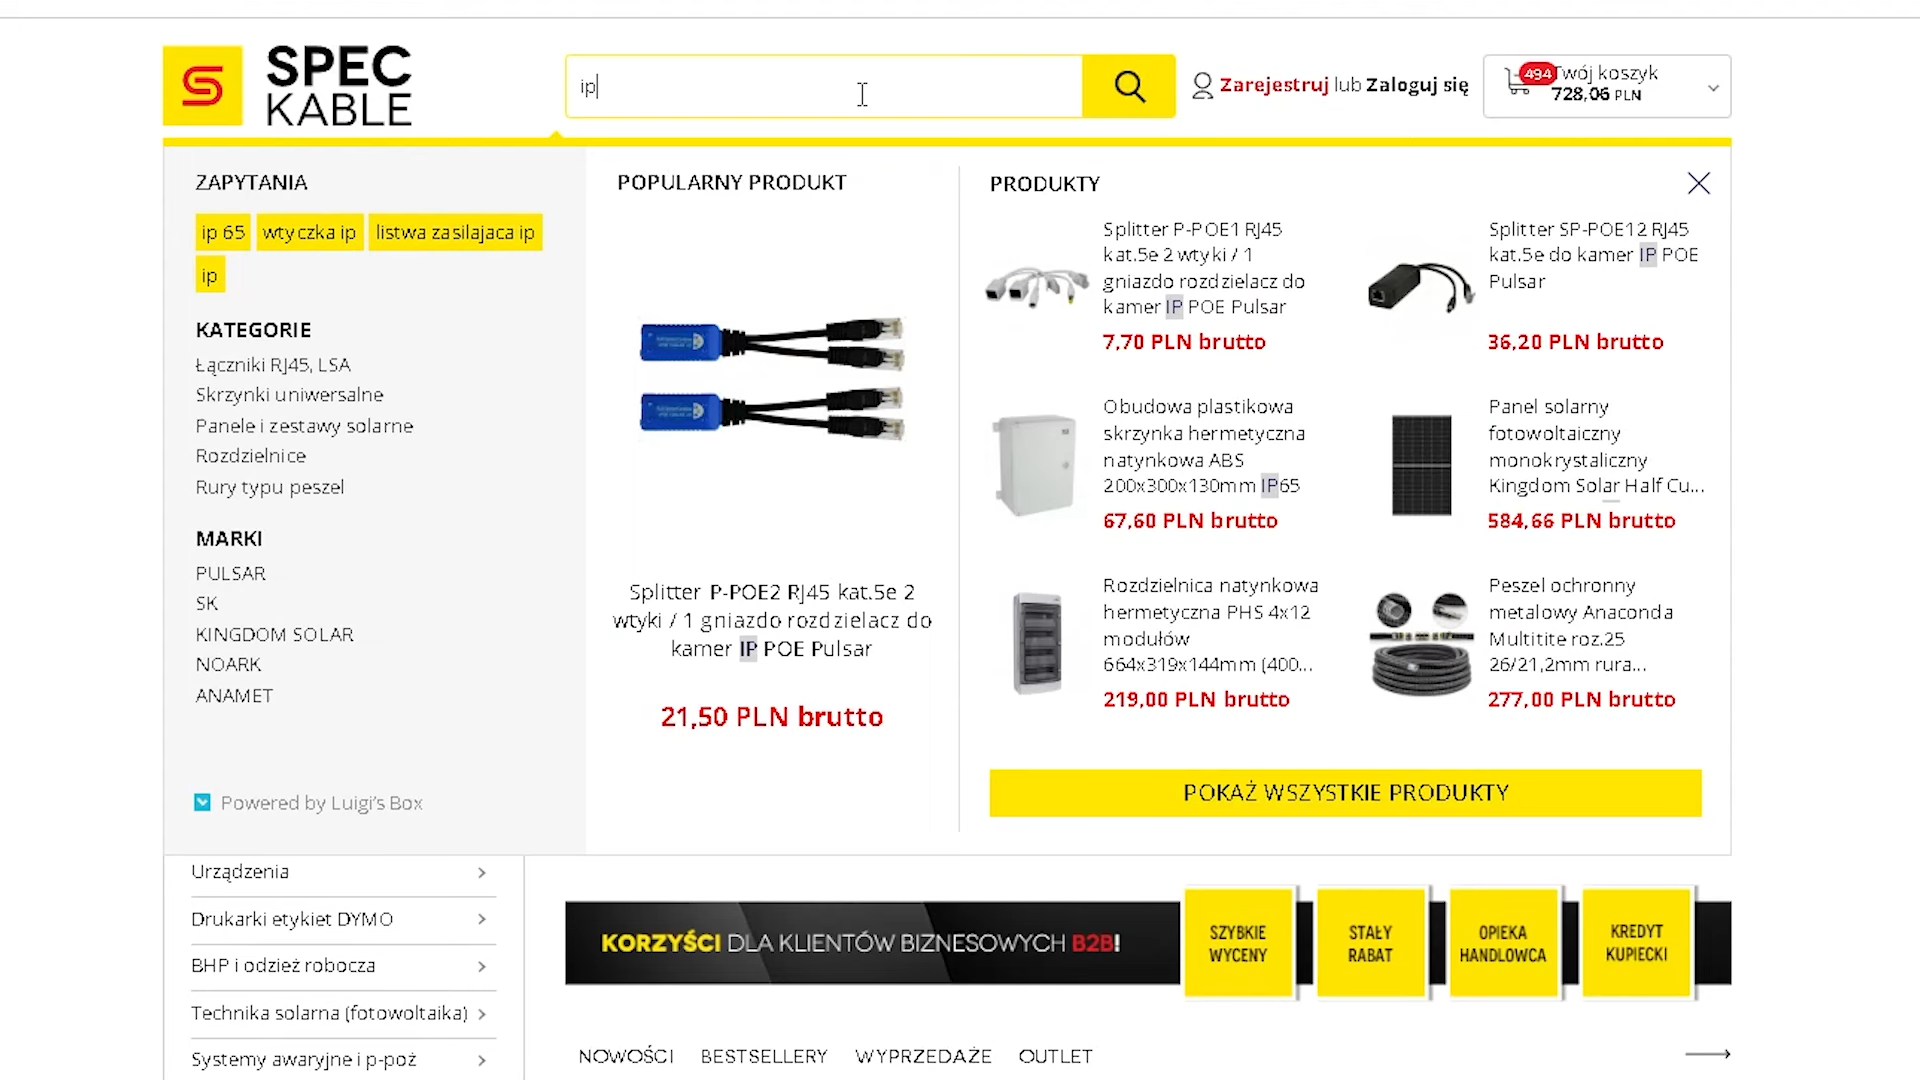 SPEC
KABLE
ip
Zarejestruj lub Zaloguj się
494
Twój koszyk
728,06 PLN
ZAPYTANIA
ip 65
wtyczka ip
listwa zasilajaca ip
ip
KATEGORIE
Łączniki RJ45, LSA
Skrzynki uniwersalne
Panele i zestawy solarne
Rozdzielnice
Rury typu peszel
MARKI
PULSAR
SK
KINGDOM SOLAR
NOARK
ANAMET
Powered by Luigi's Box
POPULARNY PRODUKT
Splitter P-POE2 RJ45 kat.5e 2
wtyki / 1 gniazdo rozdzielacz do
kamer IP POE Pulsar
21,50 PLN brutto
PRODUKTY
Splitter P-POE1 RJ45
kat.5e 2 wtyki / 1
gniazdo rozdzielacz do
kamer IP POE Pulsar
7,70 PLN brutto
Splitter SP-POE12 RJ45
kat.5e do kamer IP POE
Pulsar
36,20 PLN brutto
Obudowa plastikowa
skrzynka hermetyczna
natynkowa ABS
200x300x130mm IP65
67,60 PLN brutto
Panel solarny
fotowoltaiczny
monokrystaliczny
Kingdom Solar Half Cu...
584,66 PLN brutto
Rozdzielnica natynkowa
hermetyczna PHS 4x12
modułów
664x319x144mm (400...
219,00 PLN brutto
Peszel ochronny
metalowy Anaconda
Multitite roz.25
26/21,2mm rura...
277,00 PLN brutto
POKAŻ WSZYSTKIE PRODUKTY
Urządzenia
Drukarki etykiet DYMO
BHP i odzież robocza
Technika solarna (fotowoltaika)
Systemy awaryjne i p-poż
KORZYŚCI DLA KLIENTÓW BIZNESOWYCH B2B!
SZYBKIE
WYCENY
STAŁY
RABAT
OPIEKA
HANDLOWCA
KREDYT
KUPIECKI
NOWOŚCI
BESTSELLERY
WYPRZEDAŻE
OUTLET